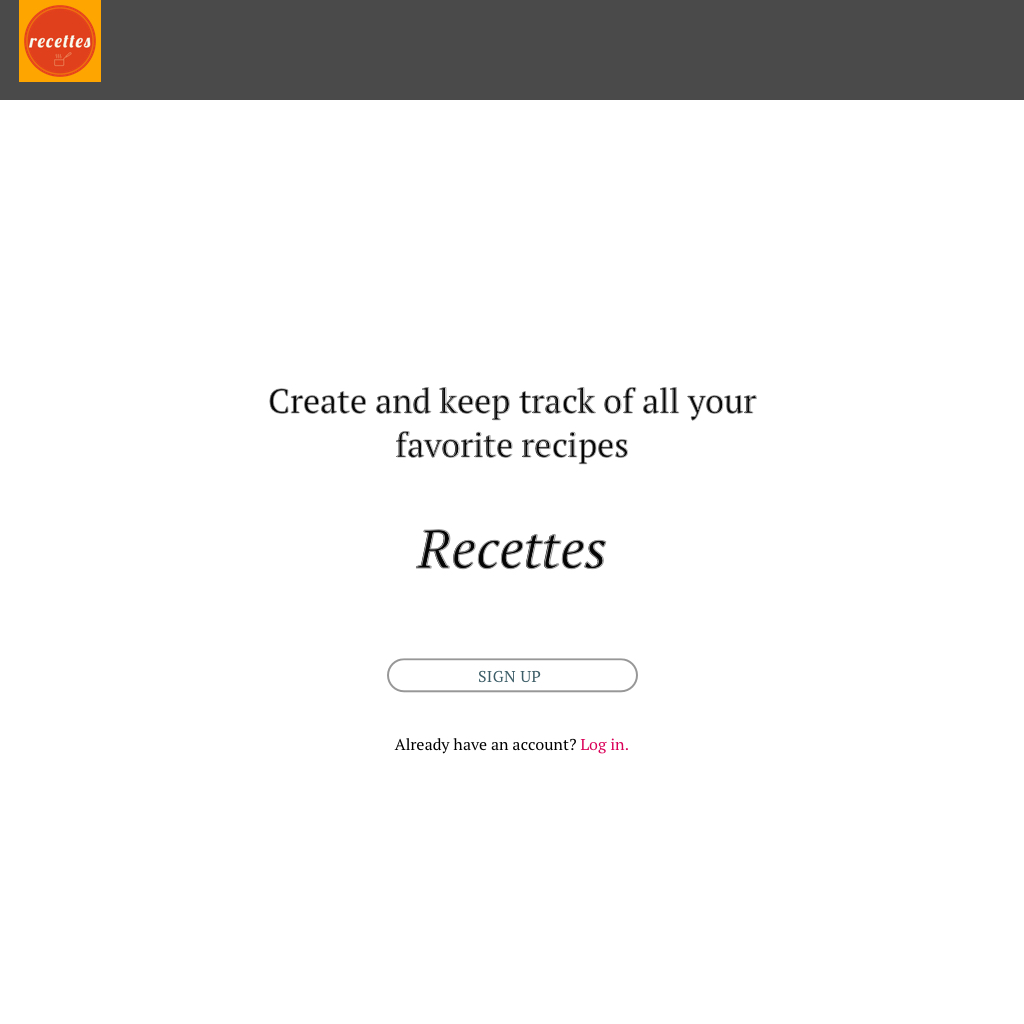 recettes
Create and keep track of all your
favorite recipes
Recettes
SIGN UP
Already have an account? Log in.